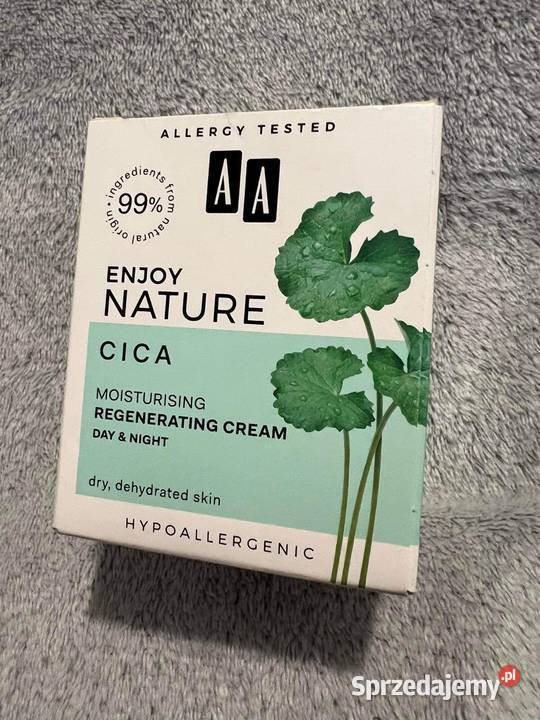 ALLERGY TESTED
AA
99%
ingredients from natural origin
ENJOY
NATURE
CICA
MOISTURISING
REGENERATING CREAM
DAY & NIGHT
dry, dehydrated skin
HYPOALLERGENIC
Sprzedajemy.pl